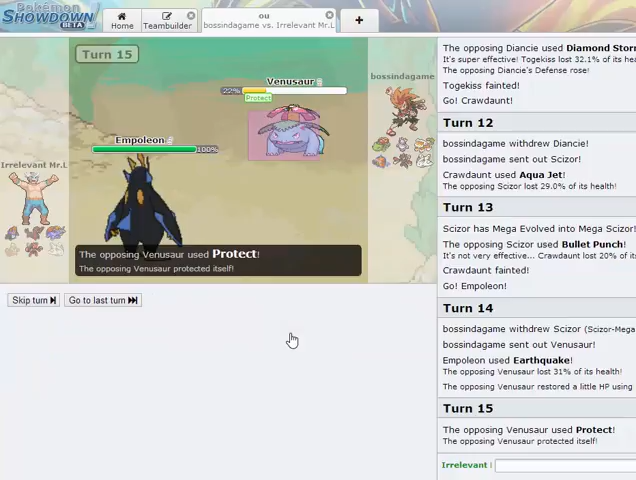 Pokémon
Showdown
BETA
Home
Teambuilder
ou
bossindagame vs. Irrelevant Mr.L
Turn 15
Venusaur
22%
Protect
bossindagame
Empoleon
100%
Irrelevant Mr.L
The opposing Venusaur used Protect!
The opposing Venusaur protected itself!
Skip turn
Go to last turn
The opposing Diancie used Diamond Storm
It's super effective! Togekiss lost 32.1% of its hea
The opposing Diancie's Defense rose!
Togekiss fainted!
Go! Crawdaunt!
Turn 12
bossindagame withdrew Diancie!
bossindagame sent out Scizor!
Crawdaunt used Aqua Jet!
The opposing Scizor lost 29.0% of its health!
Turn 13
Scizor has Mega Evolved into Mega Scizor!
The opposing Scizor used Bullet Punch!
It's not very effective... Crawdaunt lost 20% of its
Crawdaunt fainted!
Go! Empoleon!
Turn 14
bossindagame withdrew Scizor (Scizor-Mega
bossindagame sent out Venusaur!
Empoleon used Earthquake!
The opposing Venusaur lost 31% of its health!
The opposing Venusaur restored a little HP using
Turn 15
The opposing Venusaur used Protect!
The opposing Venusaur protected itself!
Irrelevant